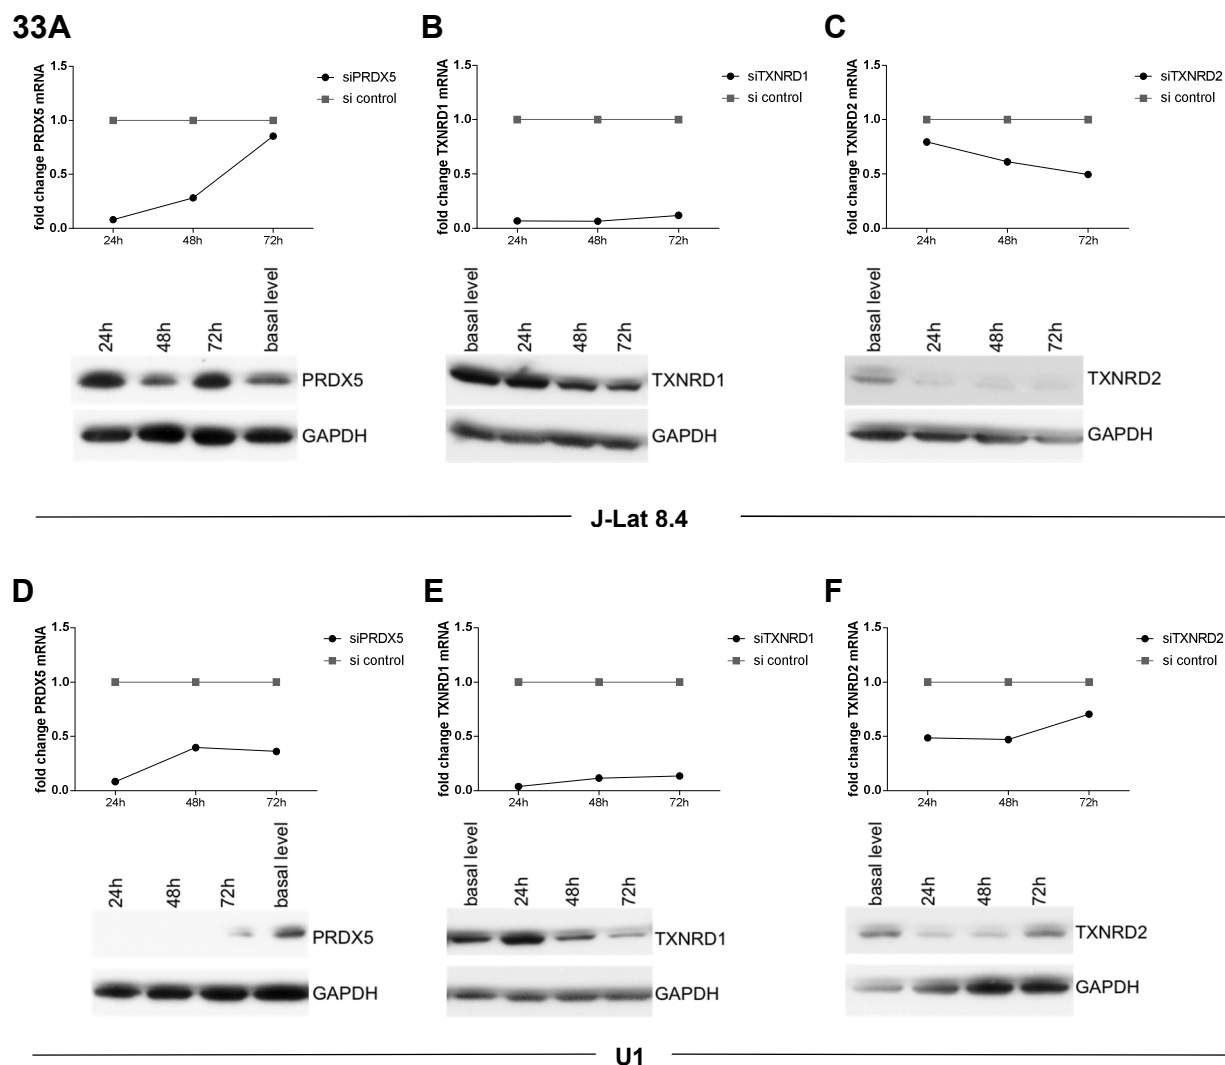 33A
B
C
fold change PRDX5 mRNA
1.5
1.0
0.5
0.0
24h
48h
72h
siPRDX5
si control
fold change TXNRD1 mRNA
1.5
1.0
0.5
0.0
24h
48h
72h
siTXNRD1
si control
fold change TXNRD2 mRNA
1.5
1.0
0.5
0.0
24h
48h
72h
siTXNRD2
si control
24h
48h
72h
basal level
PRDX5
GAPDH
basal level
24h
48h
72h
TXNRD1
GAPDH
basal level
24h
48h
72h
TXNRD2
GAPDH
J-Lat 8.4
D
E
F
fold change PRDX5 mRNA
1.5
1.0
0.5
0.0
24h
48h
72h
siPRDX5
si control
fold change TXNRD1 mRNA
1.5
1.0
0.5
0.0
24h
48h
72h
siTXNRD1
si control
fold change TXNRD2 mRNA
1.5
1.0
0.5
0.0
24h
48h
72h
siTXNRD2
si control
24h
48h
72h
basal level
PRDX5
GAPDH
basal level
24h
48h
72h
TXNRD1
GAPDH
basal level
24h
48h
72h
TXNRD2
GAPDH
U1